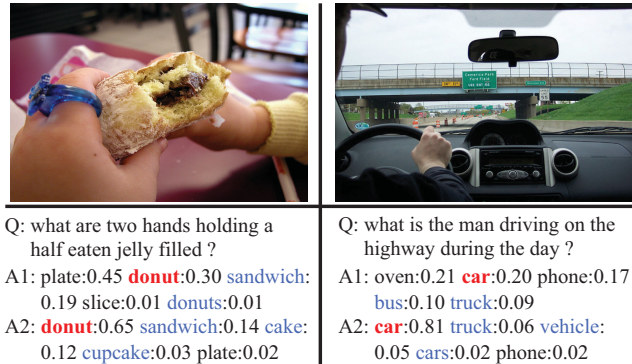 Q: what are two hands holding a
half eaten jelly filled ?
A1: plate:0.45 donut:0.30 sandwich:
0.19 slice:0.01 donuts:0.01
A2: donut:0.65 sandwich:0.14 cake:
0.12 cupcake:0.03 plate:0.02
Q: what is the man driving on the
highway during the day ?
A1: oven:0.21 car:0.20 phone:0.17
bus:0.10 truck:0.09
A2: car:0.81 truck:0.06 vehicle:
0.05 cars:0.02 phone:0.02